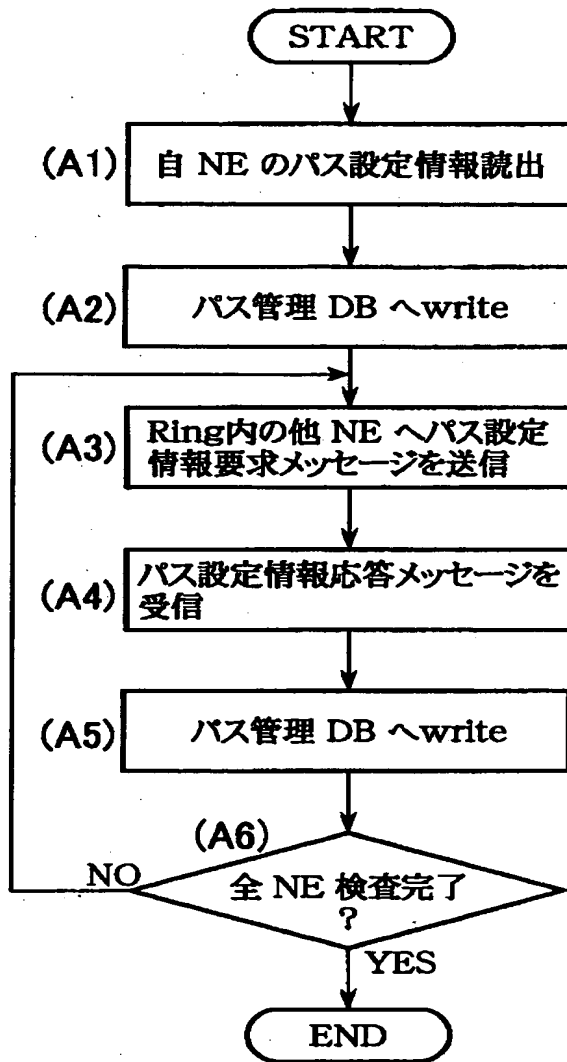 START
(A1)
自 NE のパス設定情報読出
(A2)
パス管理 DB へwrite
(A3)
Ring内の他 NE へパス設定
情報要求メッセージを送信
(A4)
パス設定情報応答メッセージを
受信
(A5)
パス管理 DB へwrite
(A6)
全 NE 検査完了
?
NO
YES
END